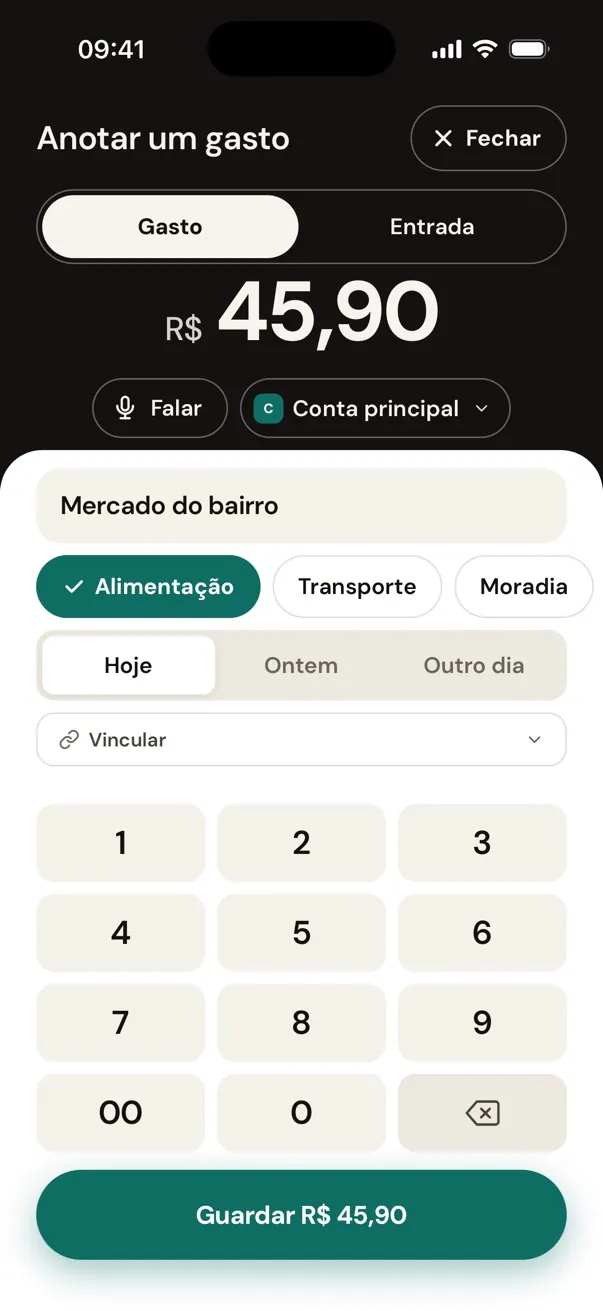 09:41
Anotar um gasto
Fechar
Gasto
Entrada
R$ 45,90
Falar
C Conta principal
Mercado do bairro
Alimentação
Transporte
Moradia
Hoje
Ontem
Outro dia
Vincular
1 2 3
4 5 6
7 8 9
00 0
Guardar R$ 45,90